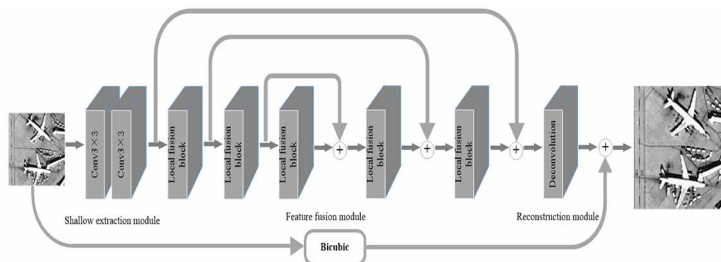 Conv3×3
Conv3×3
Local fusion
block
Local fusion
block
Local fusion
block
+
Local fusion
block
+
Local fusion
block
+
Deconvolution
+
Shallow extraction module
Feature fusion module
Reconstruction module
Bicubic